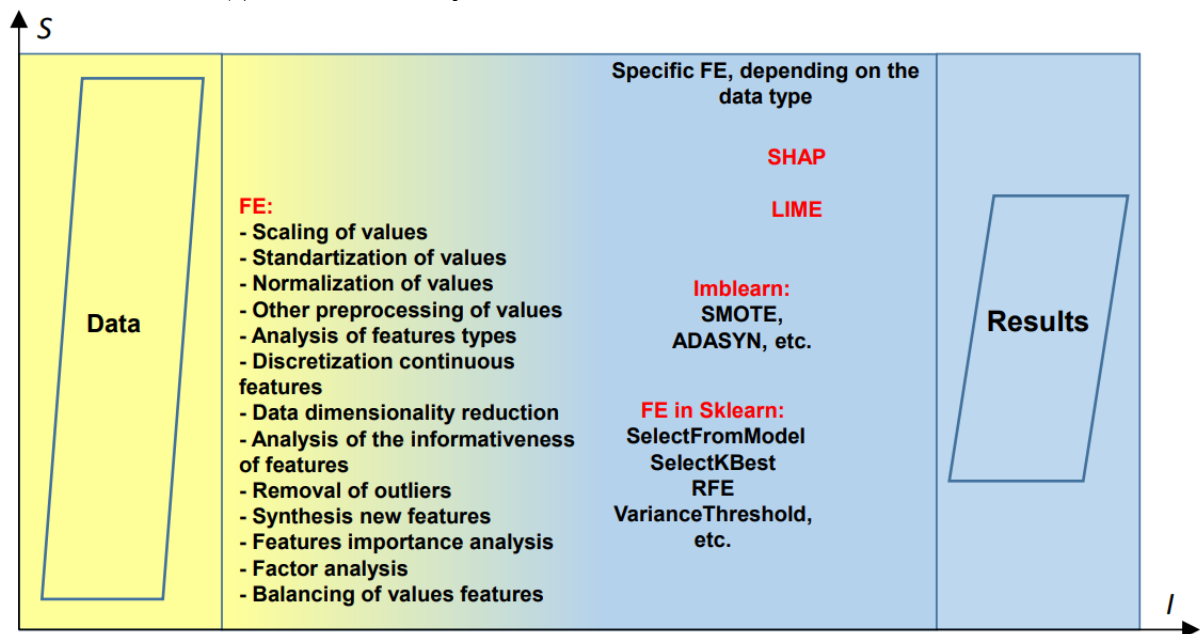 S
Data
FE:
- Scaling of values
- Standartization of values
- Normalization of values
- Other preprocessing of values
- Analysis of features types
- Discretization continuous
features
- Data dimensionality reduction
- Analysis of the informativeness
of features
- Removal of outliers
- Synthesis new features
- Features importance analysis
- Factor analysis
- Balancing of values features
Specific FE, depending on the
data type
SHAP
LIME
Imblearn:
SMOTE,
ADASYN, etc.
FE in Sklearn:
SelectFromModel
SelectKBest
RFE
VarianceThreshold,
etc.
Results
I